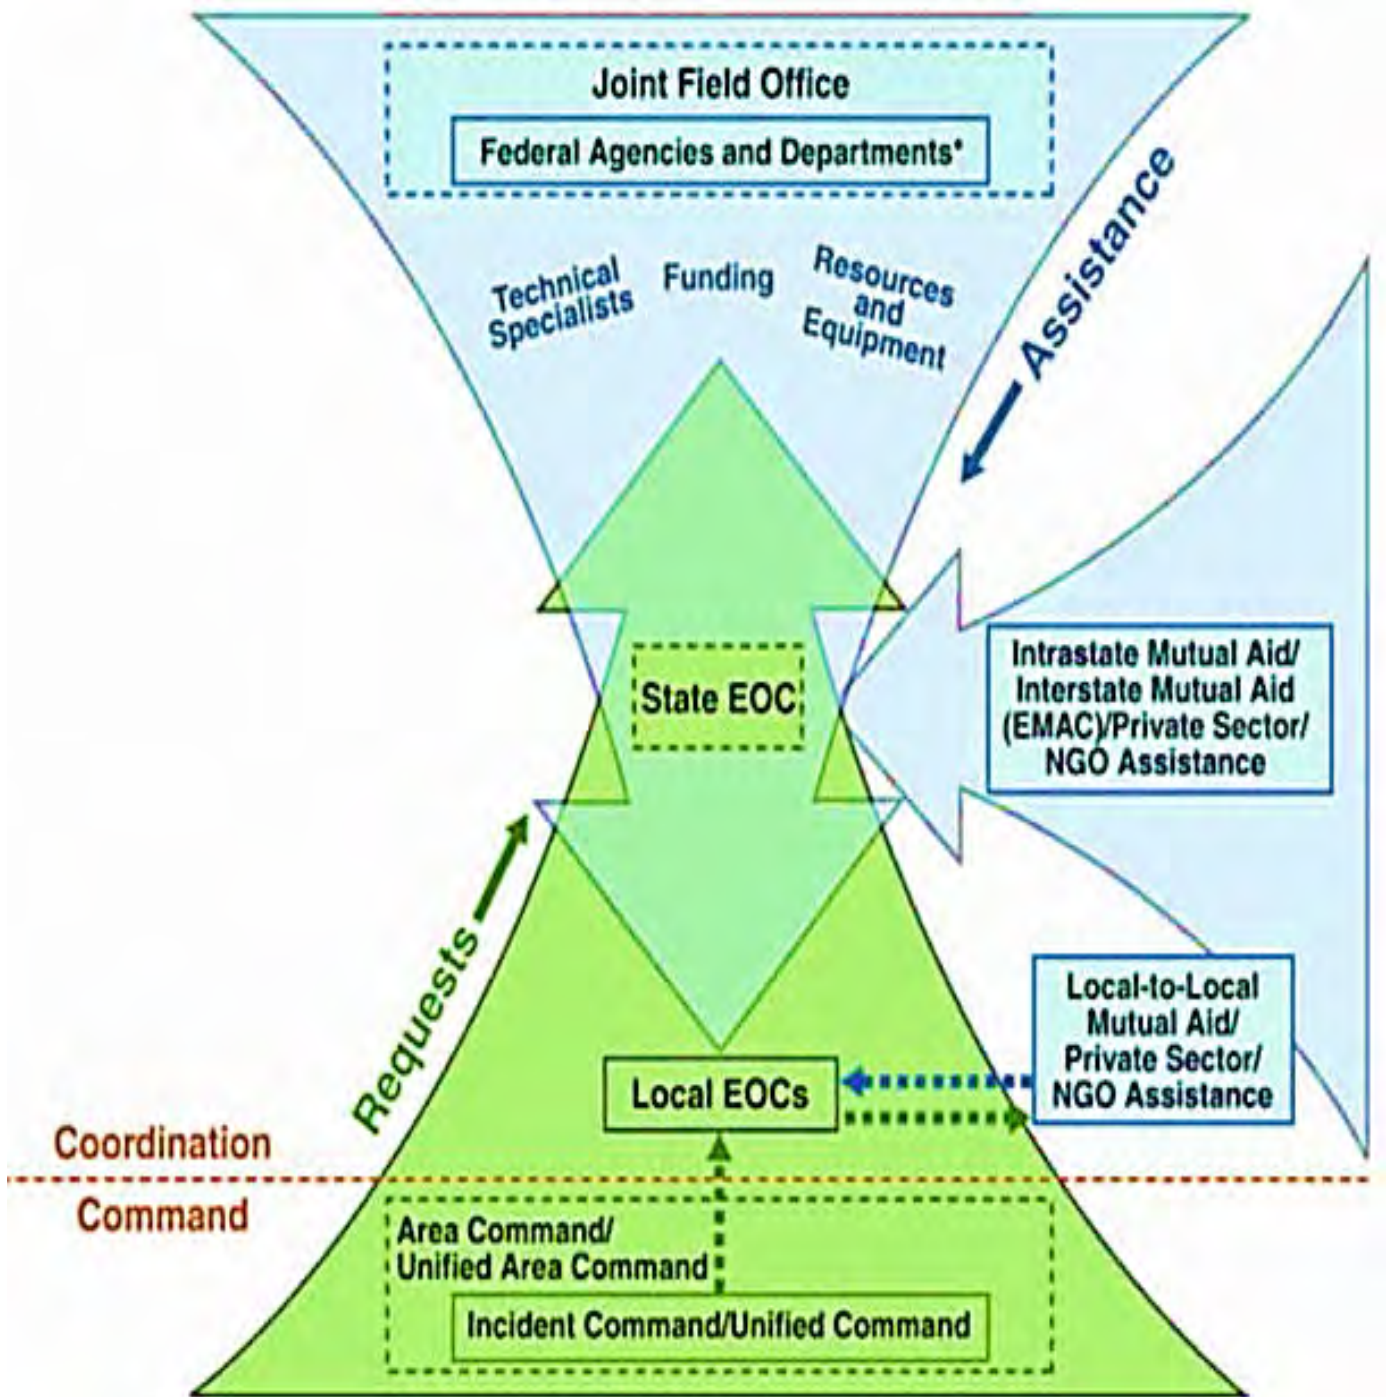 Joint Field Office
Federal Agencies and Departments*
Technical
Specialists
Funding
Resources
and
Equipment
Assistance
State EOC
Intrastate Mutual Aid/
Interstate Mutual Aid
(EMAC)/Private Sector/
NGO Assistance
Requests
Local-to-Local
Mutual Aid/
Private Sector/
NGO Assistance
Local EOCs
Coordination
Command
Area Command/
Unified Area Command
Incident Command/Unified Command